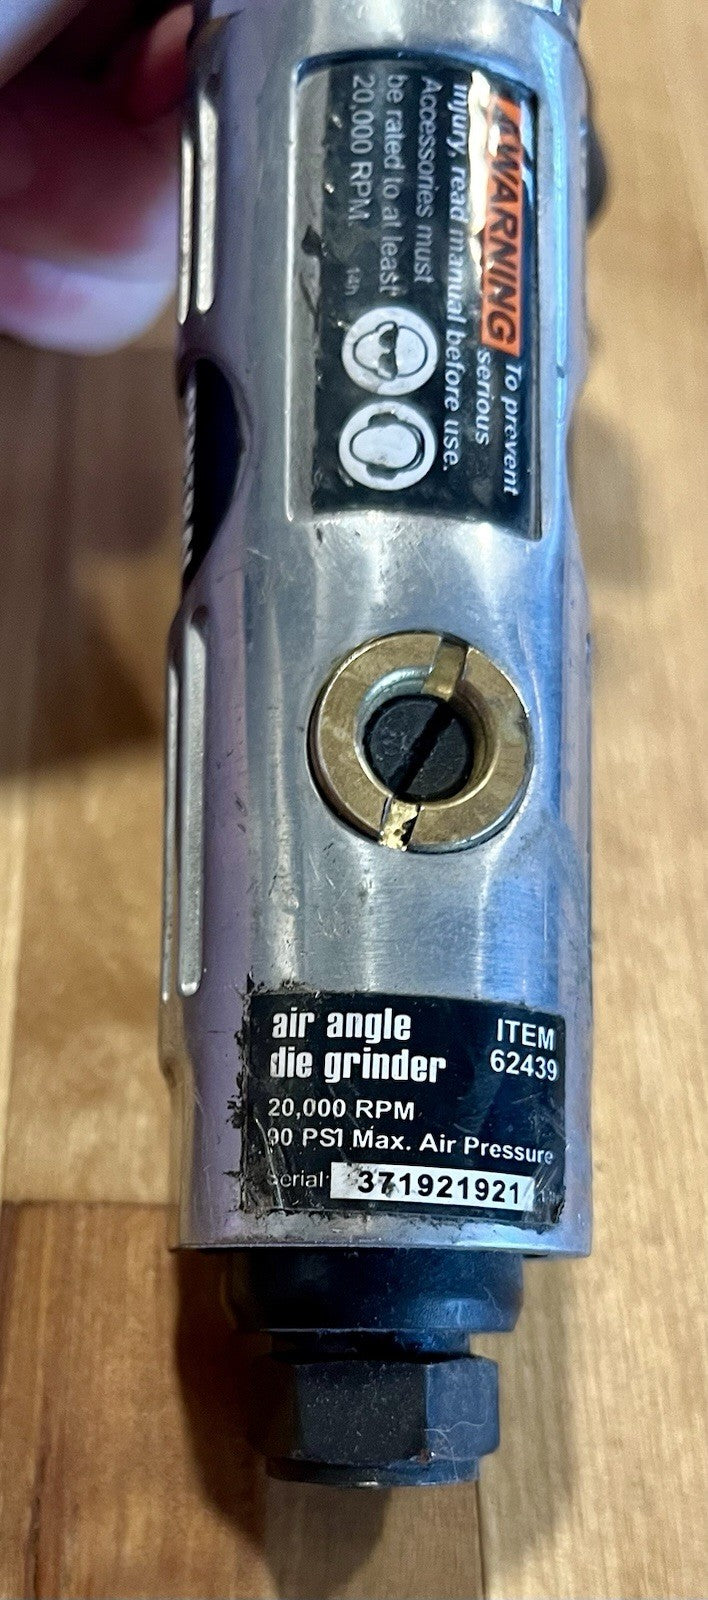 WARNING To prevent serious
injury, read manual before use.
Accessories must
be rated to at least
20,000 RPM.
14h
air angle
die grinder
ITEM
62439
20,000 RPM
90 PSI Max. Air Pressure
Serial 371921921